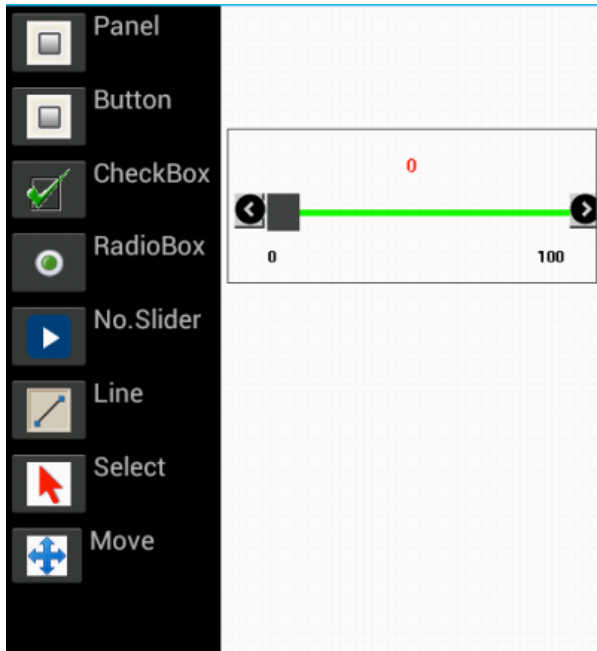 Panel
Button
CheckBox
RadioBox
No.Slider
Line
Select
Move
0
0 100